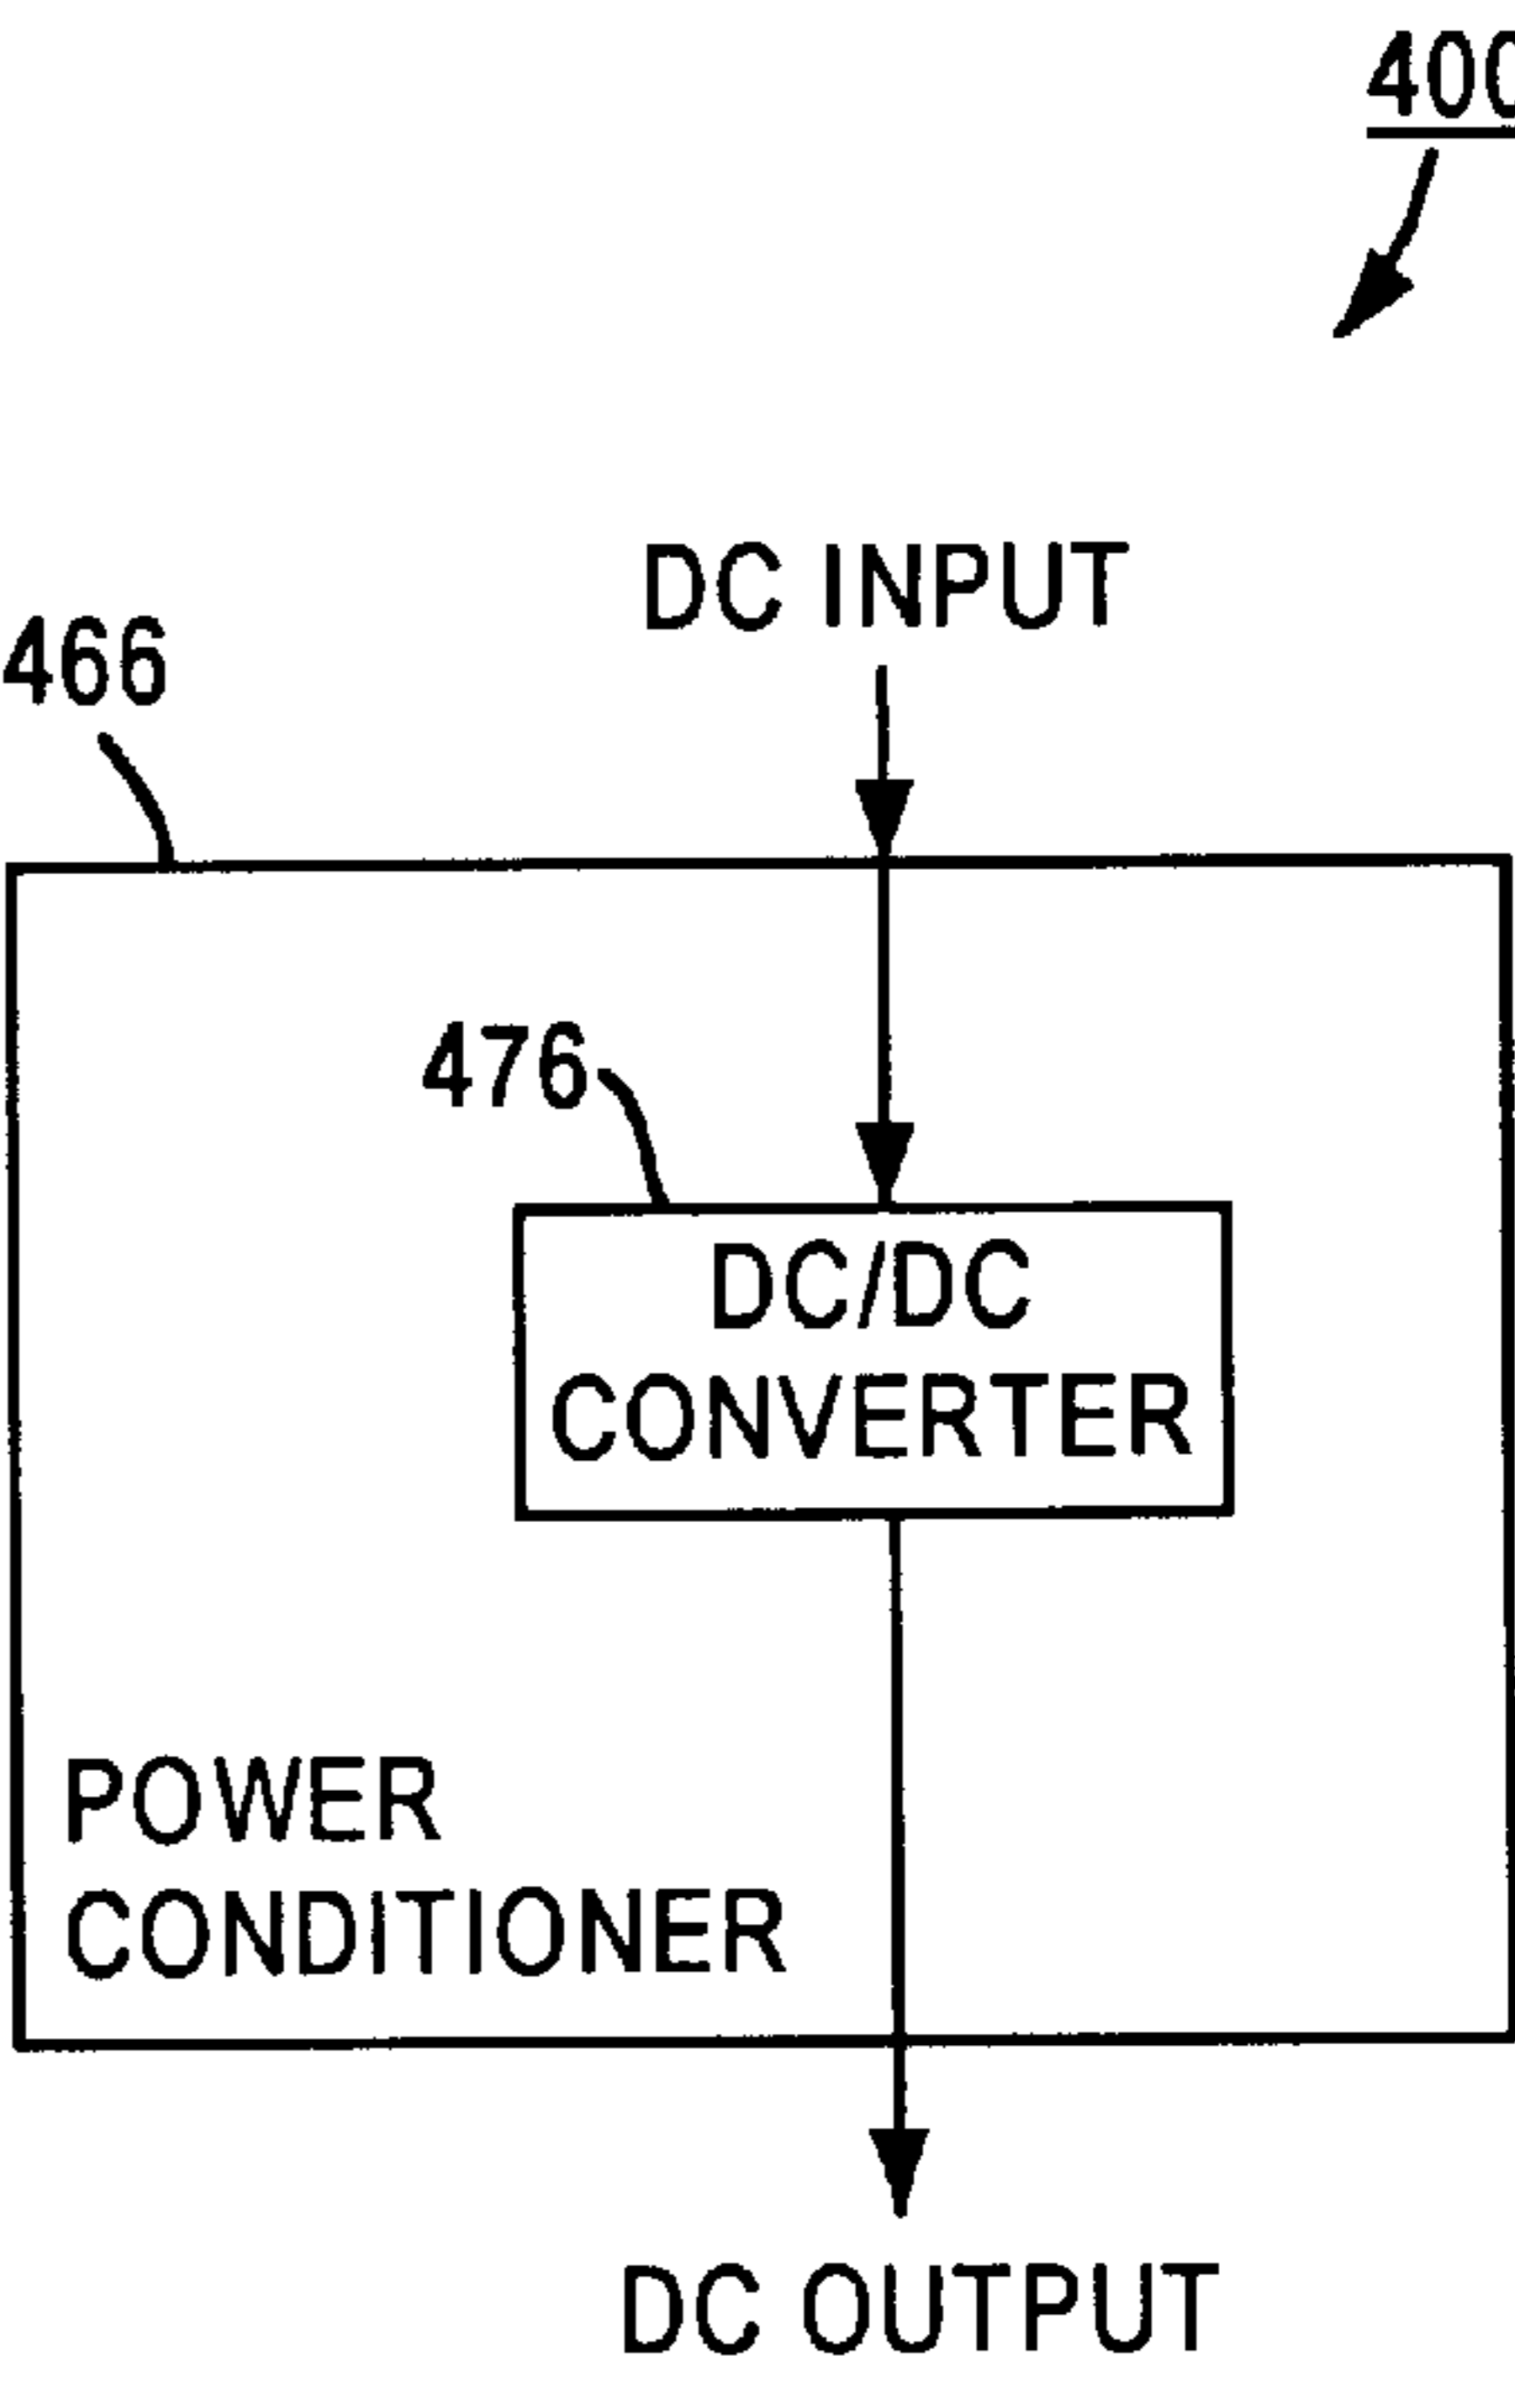 400
DC INPUT
466
476
DC/DC
CONVERTER
POWER
CONDITIONER
DC OUTPUT